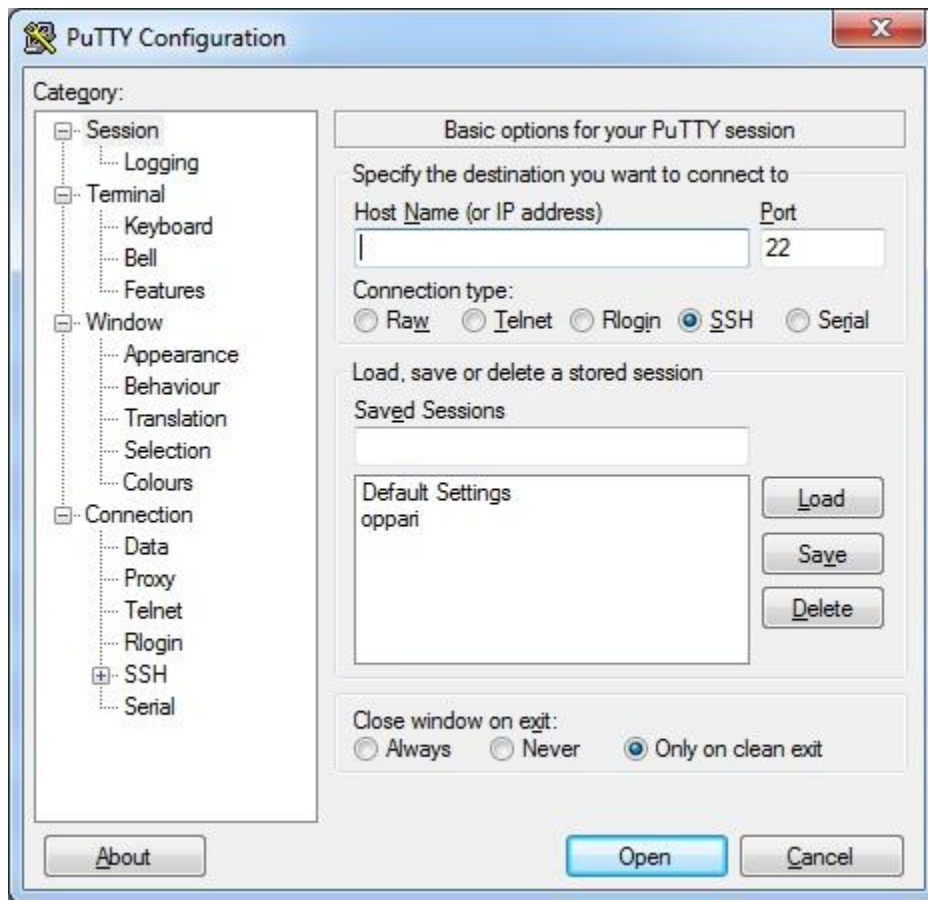 PuTTY Configuration
X
Category:
Session
Logging
Terminal
Keyboard
Bell
Features
Window
Appearance
Behaviour
Translation
Selection
Colours
Connection
Data
Proxy
Telnet
Rlogin
SSH
Serial
Basic options for your PuTTY session
Specify the destination you want to connect to
Host Name (or IP address) Port
22
Connection type:
Raw Telnet Rlogin SSH Serial
Load, save or delete a stored session
Saved Sessions
Default Settings
oppari
Load
Save
Delete
Close window on exit:
Always Never Only on clean exit
About Open Cancel